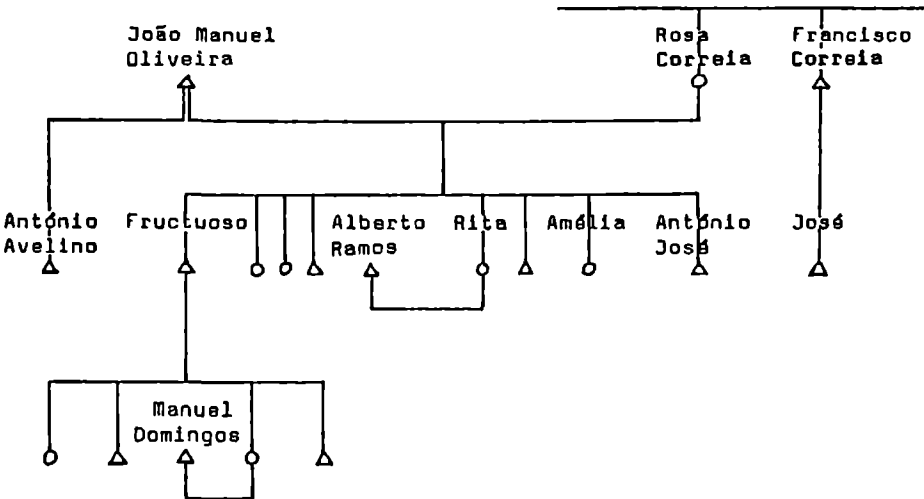 João Manuel
Oliveira
Rosa
Correia
Francisco
Correia
António
Avelino
Fructuoso
Alberto
Ramos
Rita
Amélia
António
José
José
Manuel
Domingos